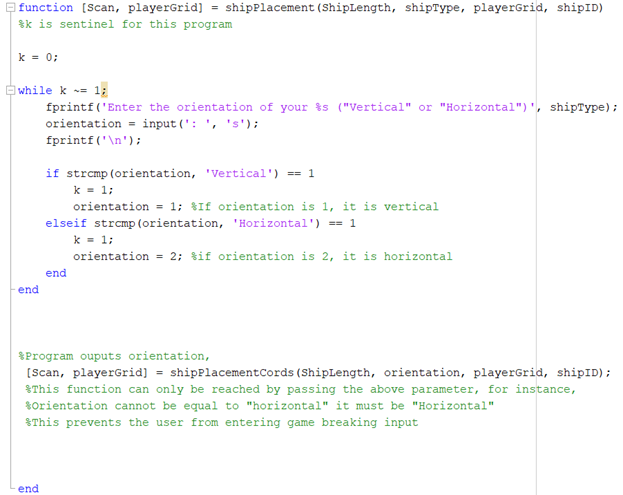 function [Scan, playerGrid] = shipPlacement(ShipLength, shipType, playerGrid, shipID)
%k is sentinel for this program
k = 0;
while k ~= 1;
fprintf('Enter the orientation of your %s ("Vertical" or "Horizontal")', shipType);
orientation = input(': ', 's');
fprintf('\n');
if strcmp(orientation, 'Vertical') == 1
k = 1;
orientation = 1; %If orientation is 1, it is vertical
elseif strcmp(orientation, 'Horizontal') == 1
k = 1;
orientation = 2; %if orientation is 2, it is horizontal
end
end
%Program ouputs orientation,
[Scan, playerGrid] = shipPlacementCords(ShipLength, orientation, playerGrid, shipID);
%This function can only be reached by passing the above parameter, for instance,
%Orientation cannot be equal to "horizontal" it must be "Horizontal"
%This prevents the user from entering game breaking input
end